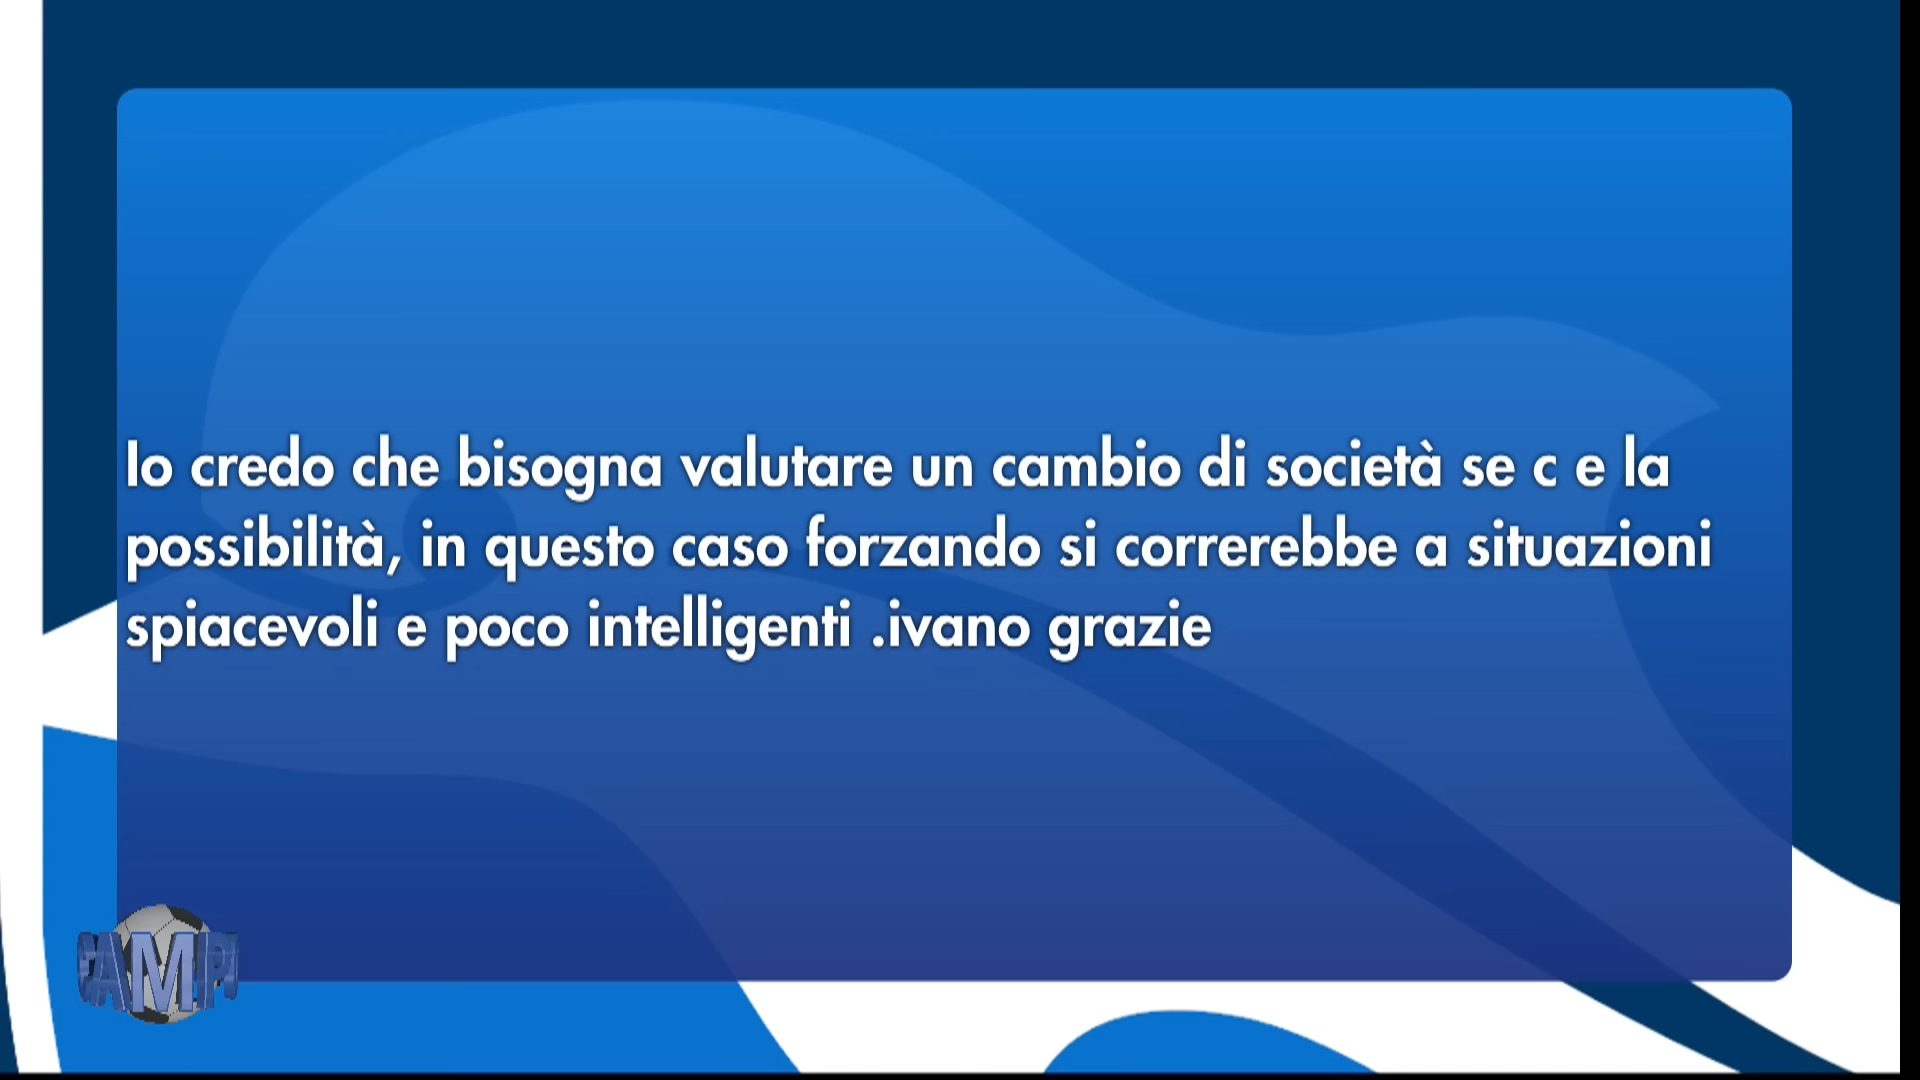 Io credo che bisogna valutare un cambio di società se c e la
possibilità, in questo caso forzando si correrebbe a situazioni
spiacevoli e poco intelligenti .ivano grazie
CAMPI